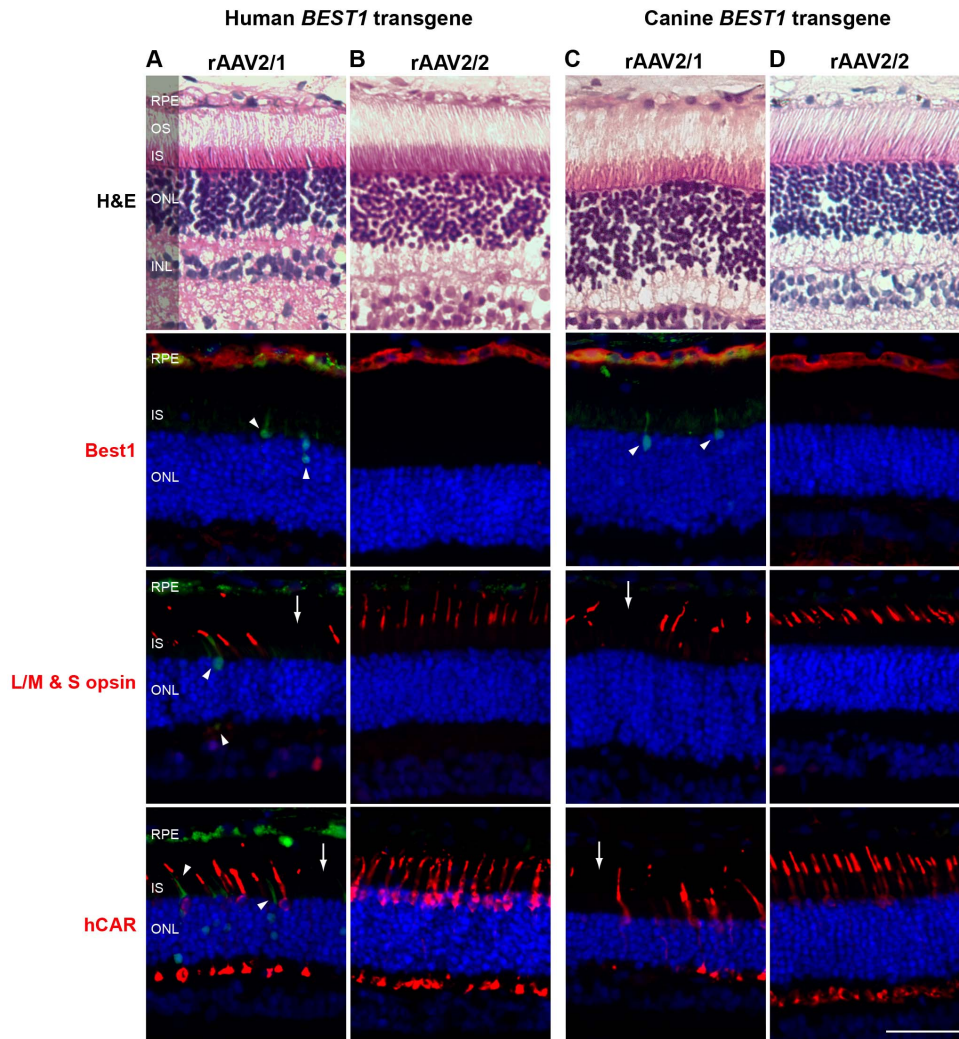 Human BEST1 transgene
Canine BEST1 transgene
A
rAAV2/1
B
rAAV2/2
C
rAAV2/1
D
rAAV2/2
H&E
RPE
OS
IS
ONL
INL
Best1
RPE
IS
ONL
L/M & S opsin
RPE
IS
ONL
hCAR
RPE
IS
ONL